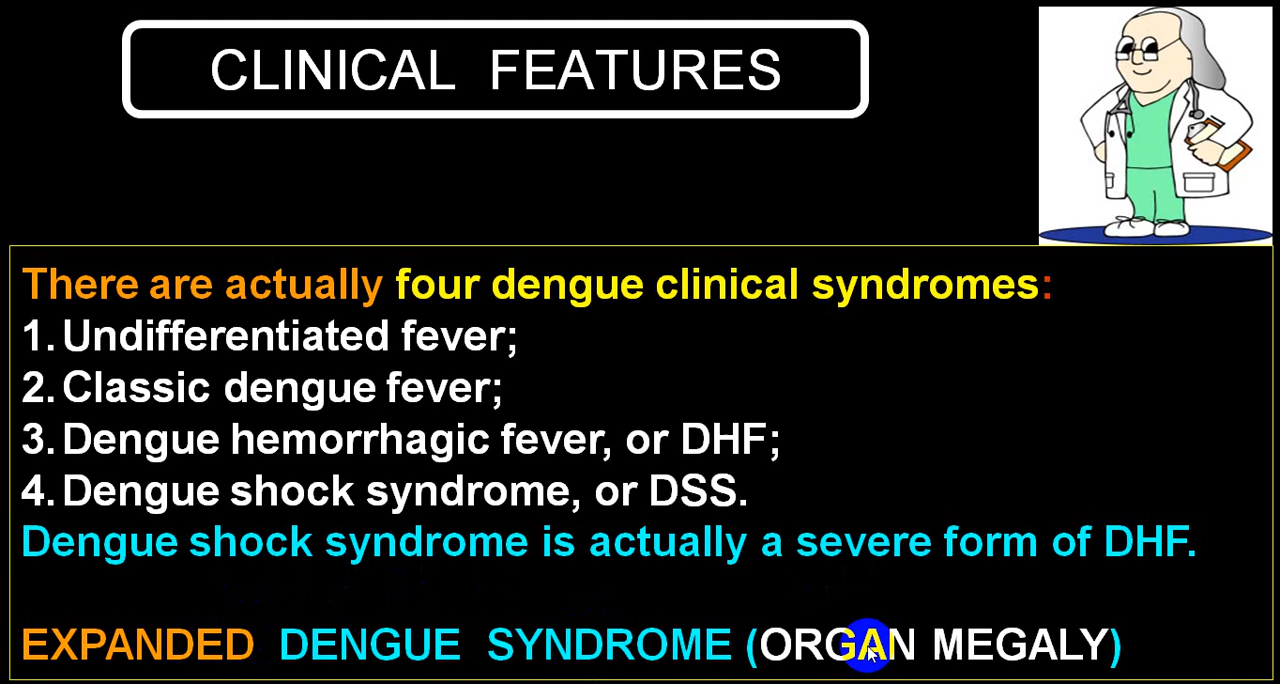 CLINICAL FEATURES
There are actually four dengue clinical syndromes:
1. Undifferentiated fever;
2. Classic dengue fever;
3. Dengue hemorrhagic fever, or DHF;
4. Dengue shock syndrome, or DSS.
Dengue shock syndrome is actually a severe form of DHF.
EXPANDED DENGUE SYNDROME (ORGAN MEGALY)